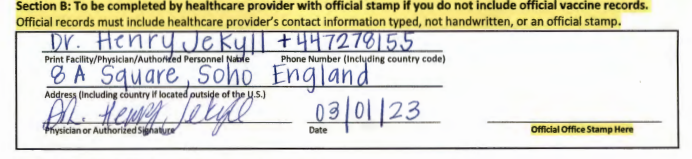 Section B: To be completed by healthcare provider with official stamp if you do not include official vaccine records.
Official records must include healthcare provider's contact information typed, not handwritten, or an official stamp.
Dr. Henry Jekyll +447278155
Print Facility/Physician/Authorized Personnel Name Phone Number (Including country code)
8 A Square, Soho England
Address (Including country if located outside of the U.S.)
Dr. Henry Jekyll 03/01/23
Physician or Authorized Signature Date Official Office Stamp Here